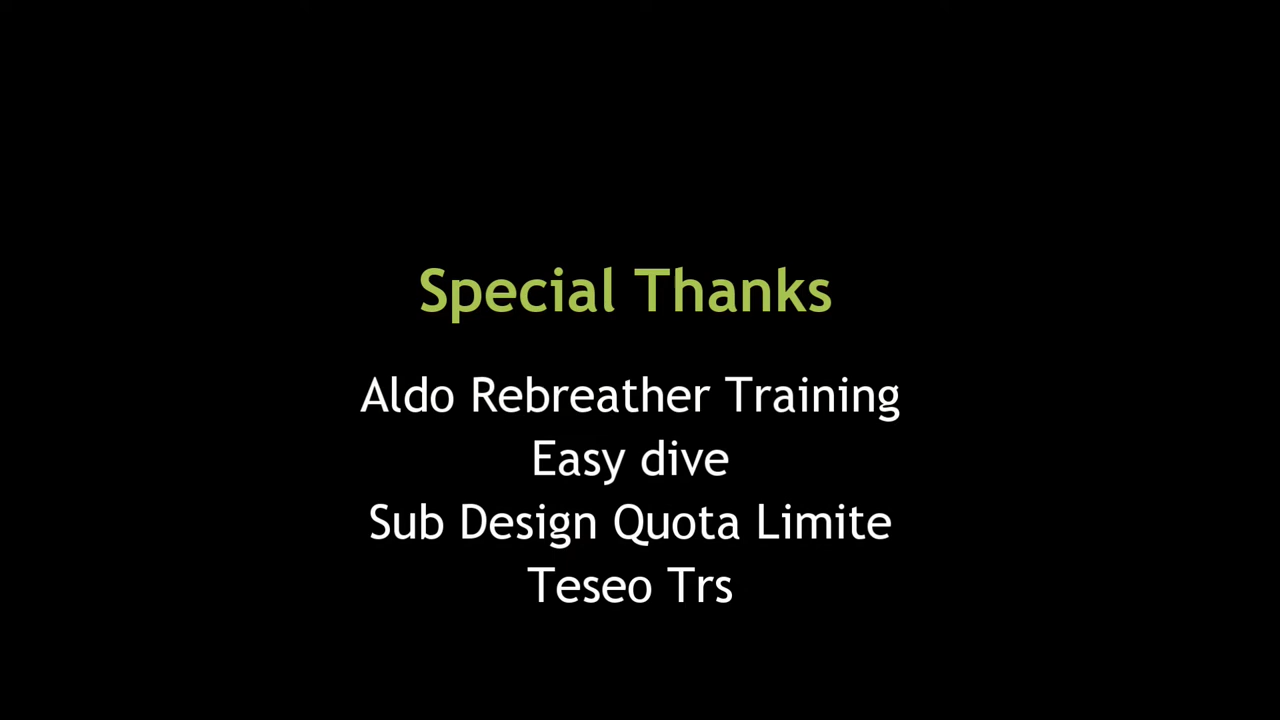 Special Thanks
Aldo Rebreather Training
Easy dive
Sub Design Quota Limite
Teseo Trs